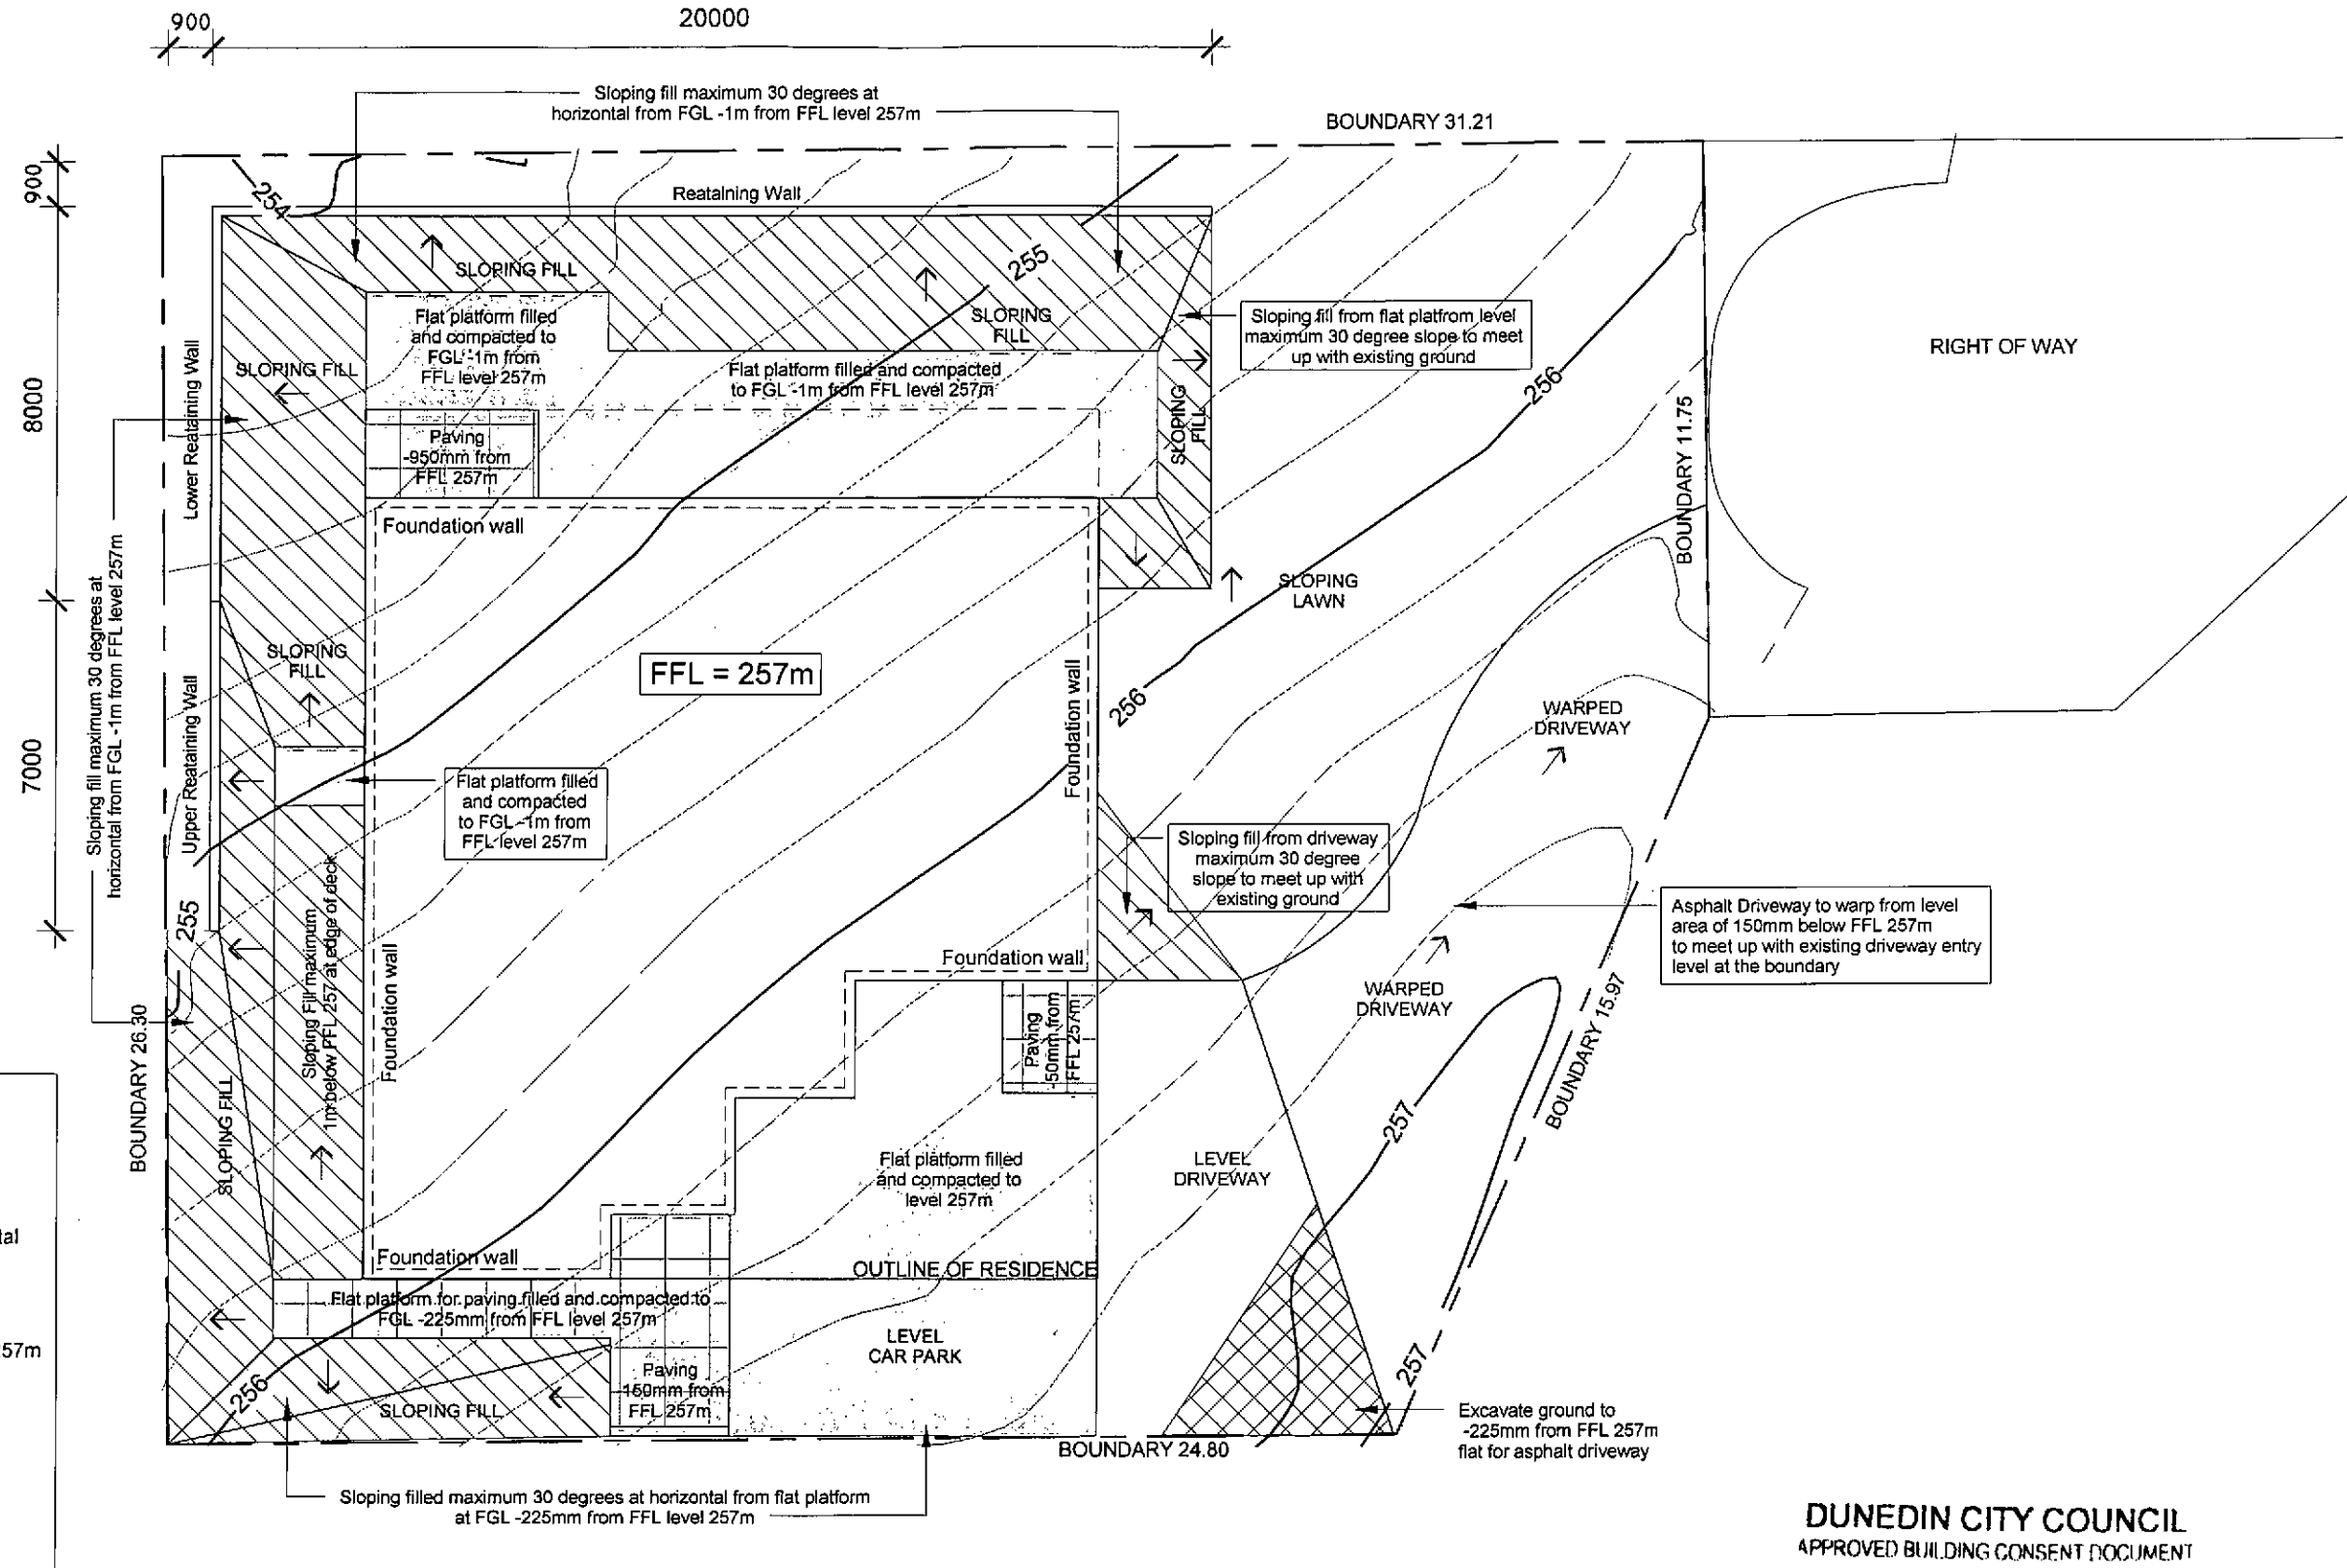 900
20000
Sloping fill maximum 30 degrees at
horizontal from FGL -1m from FFL level 257m
BOUNDARY 31.21
900
254
Reataining Wall
SLOPING FILL
255
SLOPING
FILL
Flat platform filled
and compacted to
FGL -1m from
FFL level 257m
Sloping fill from flat platfrom level
maximum 30 degree slope to meet
up with existing ground
RIGHT OF WAY
Lower Reataining Wall
SLOPING FILL
Flat platform filled and compacted
to FGL -1m from FFL level 257m
SLOPING
FILL
256
8000
BOUNDARY 11.75
Paving
-950mm from
FFL 257m
Foundation wall
Sloping fill maximum 30 degrees at
horizontal from FGL -1m from FFL level 257m
SLOPING
LAWN
SLOPING
FILL
FFL = 257m
Foundation wall
256
WARPED
DRIVEWAY
7000
Upper Reataining Wall
Flat platform filled
and compacted
to FGL -1m from
FFL level 257m
Sloping fill from driveway
maximum 30 degree
slope to meet up with
existing ground
Asphalt Driveway to warp from level
area of 150mm below FFL 257m
to meet up with existing driveway entry
level at the boundary
255
Sloping Fill maximum
1m below FFL 257 at edge of deck
Foundation wall
Foundation wall
WARPED
DRIVEWAY
BOUNDARY 15.97
BOUNDARY 26.30
Paving
-50mm from
FFL 257m
SLOPING FILL
257
Flat platform filled
and compacted to
level 257m
LEVEL
DRIVEWAY
tal
Foundation wall
OUTLINE OF RESIDENCE
Flat platform for paving filled and compacted to
FGL -225mm from FFL level 257m
LEVEL
CAR PARK
57m
256
SLOPING FILL
Paving
-150mm from
FFL 257m
257
Excavate ground to
-225mm from FFL 257m
flat for asphalt driveway
BOUNDARY 24.80
Sloping filled maximum 30 degrees at horizontal from flat platform
at FGL -225mm from FFL level 257m
DUNEDIN CITY COUNCIL
APPROVED BUILDING CONSENT DOCUMENT